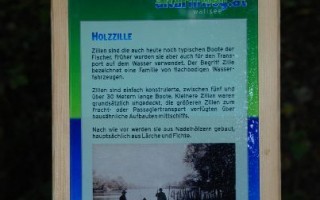 HOLZZILLE
Zillen sind die auch heute noch typischen Boote der
Fischer, früher wurden sie aber auch für den Trans-
port auf dem Wasser verwendet. Der Begriff Zille
bezeichnet eine Familie von flachbodigen Wasser-
fahrzeugen.
Zillen sind einfach konstruierte, zwischen fünf und
über 30 Metern lange Boote. Kleinere Zillen waren
grundsätzlich ungedeckt, die größeren Zillen zum
Fracht- oder Passagiertransport verfügten über
hausähnliche Aufbauten mittschiffs.
Nach wie vor werden sie aus Nadelhölzern gebaut,
hauptsächlich aus Lärche und Fichte.